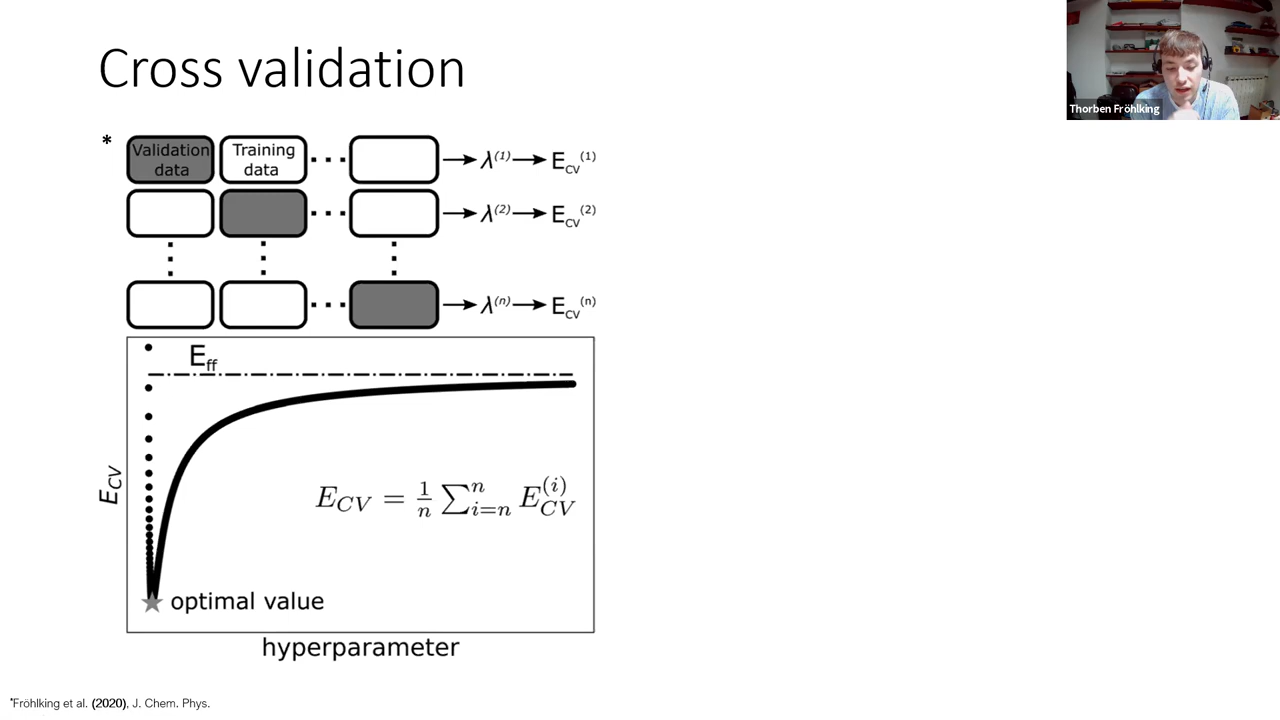 Cross validation
Thorben Fröhlking
*
Validation data
Training data
λ(1) E_CV(1)
λ(2) E_CV(2)
λ(n) E_CV(n)
E_ff
E_CV
E_CV = 1/n ∑_{i=n}^{n} E_CV^(i)
optimal value
hyperparameter
*Fröhlking et al. (2020), J. Chem. Phys.